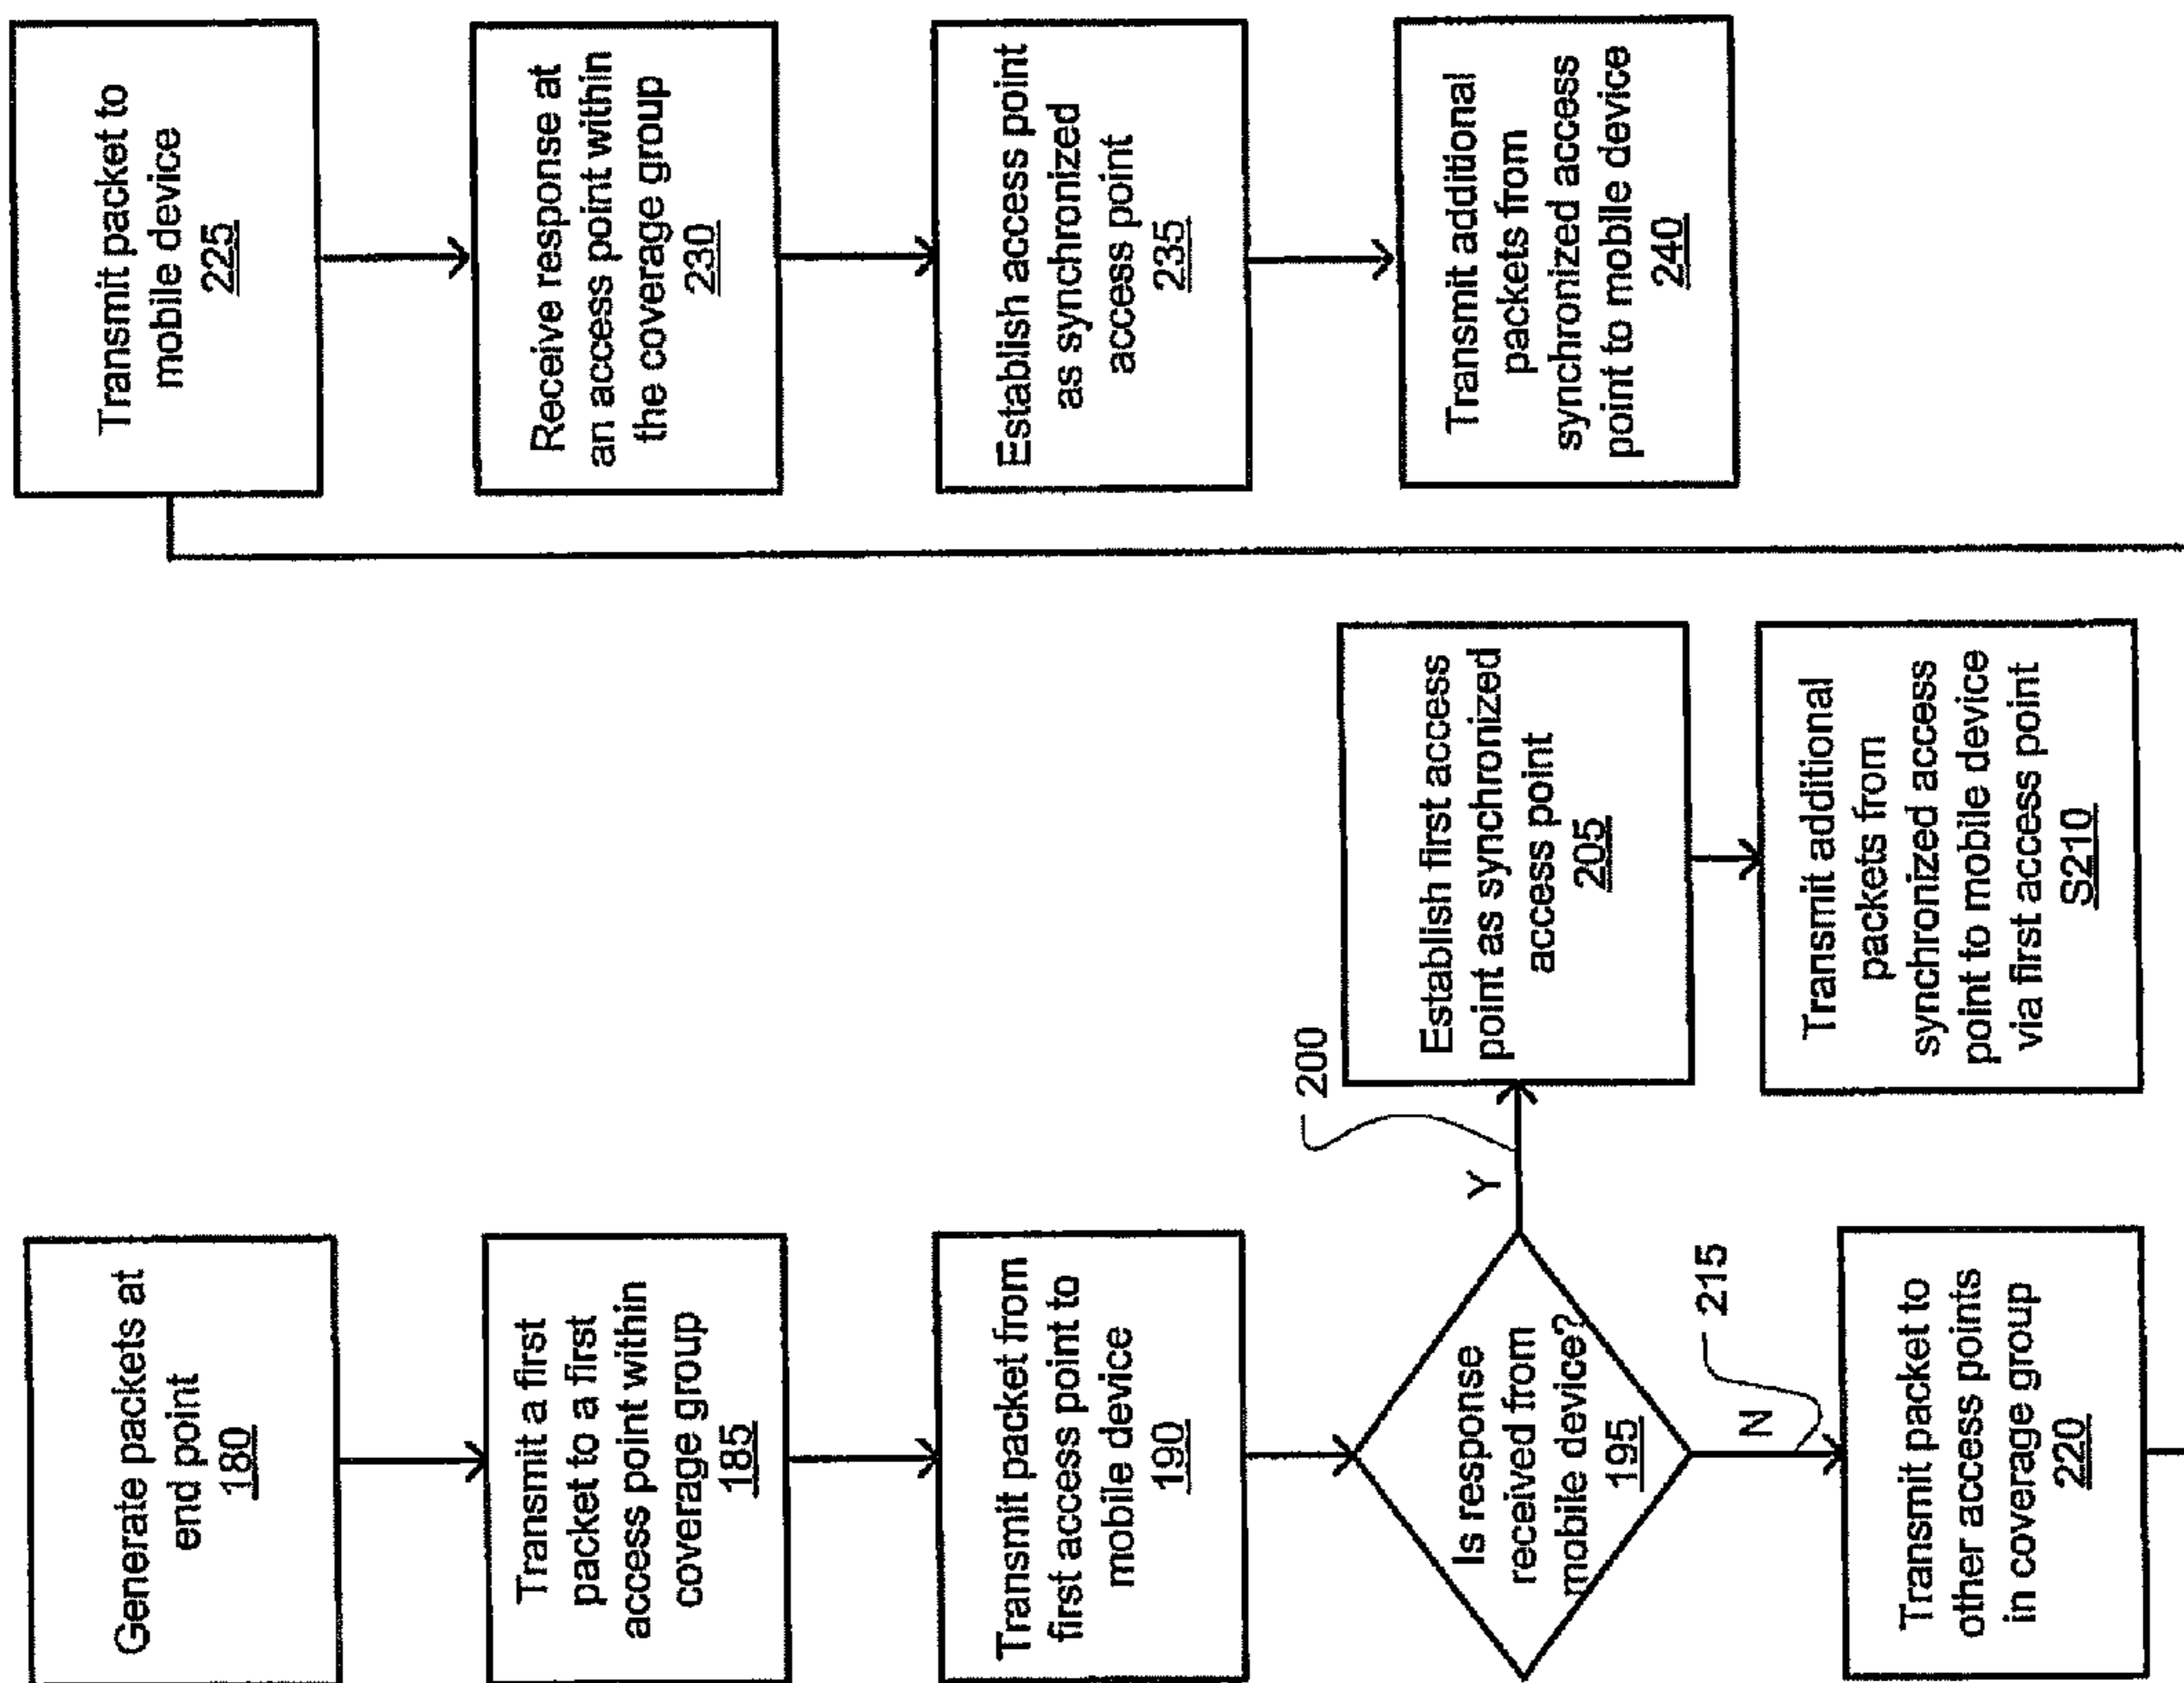 Generate packets at
end point
180
Transmit a first
packet to a first
access point within
coverage group
185
Transmit packet from
first access point to
mobile device
190
Is response
received from
mobile device?
195
Y
200
Establish first access
point as synchronized
access point
205
Transmit additional
packets from
synchronized access
point to mobile device
via first access point
S210
N
215
Transmit packet to
other access points
in coverage group
220
Transmit packet to
mobile device
225
Receive response at
an access point within
the coverage group
230
Establish access point
as synchronized
access point
235
Transmit additional
packets from
synchronized access
point to mobile device
240